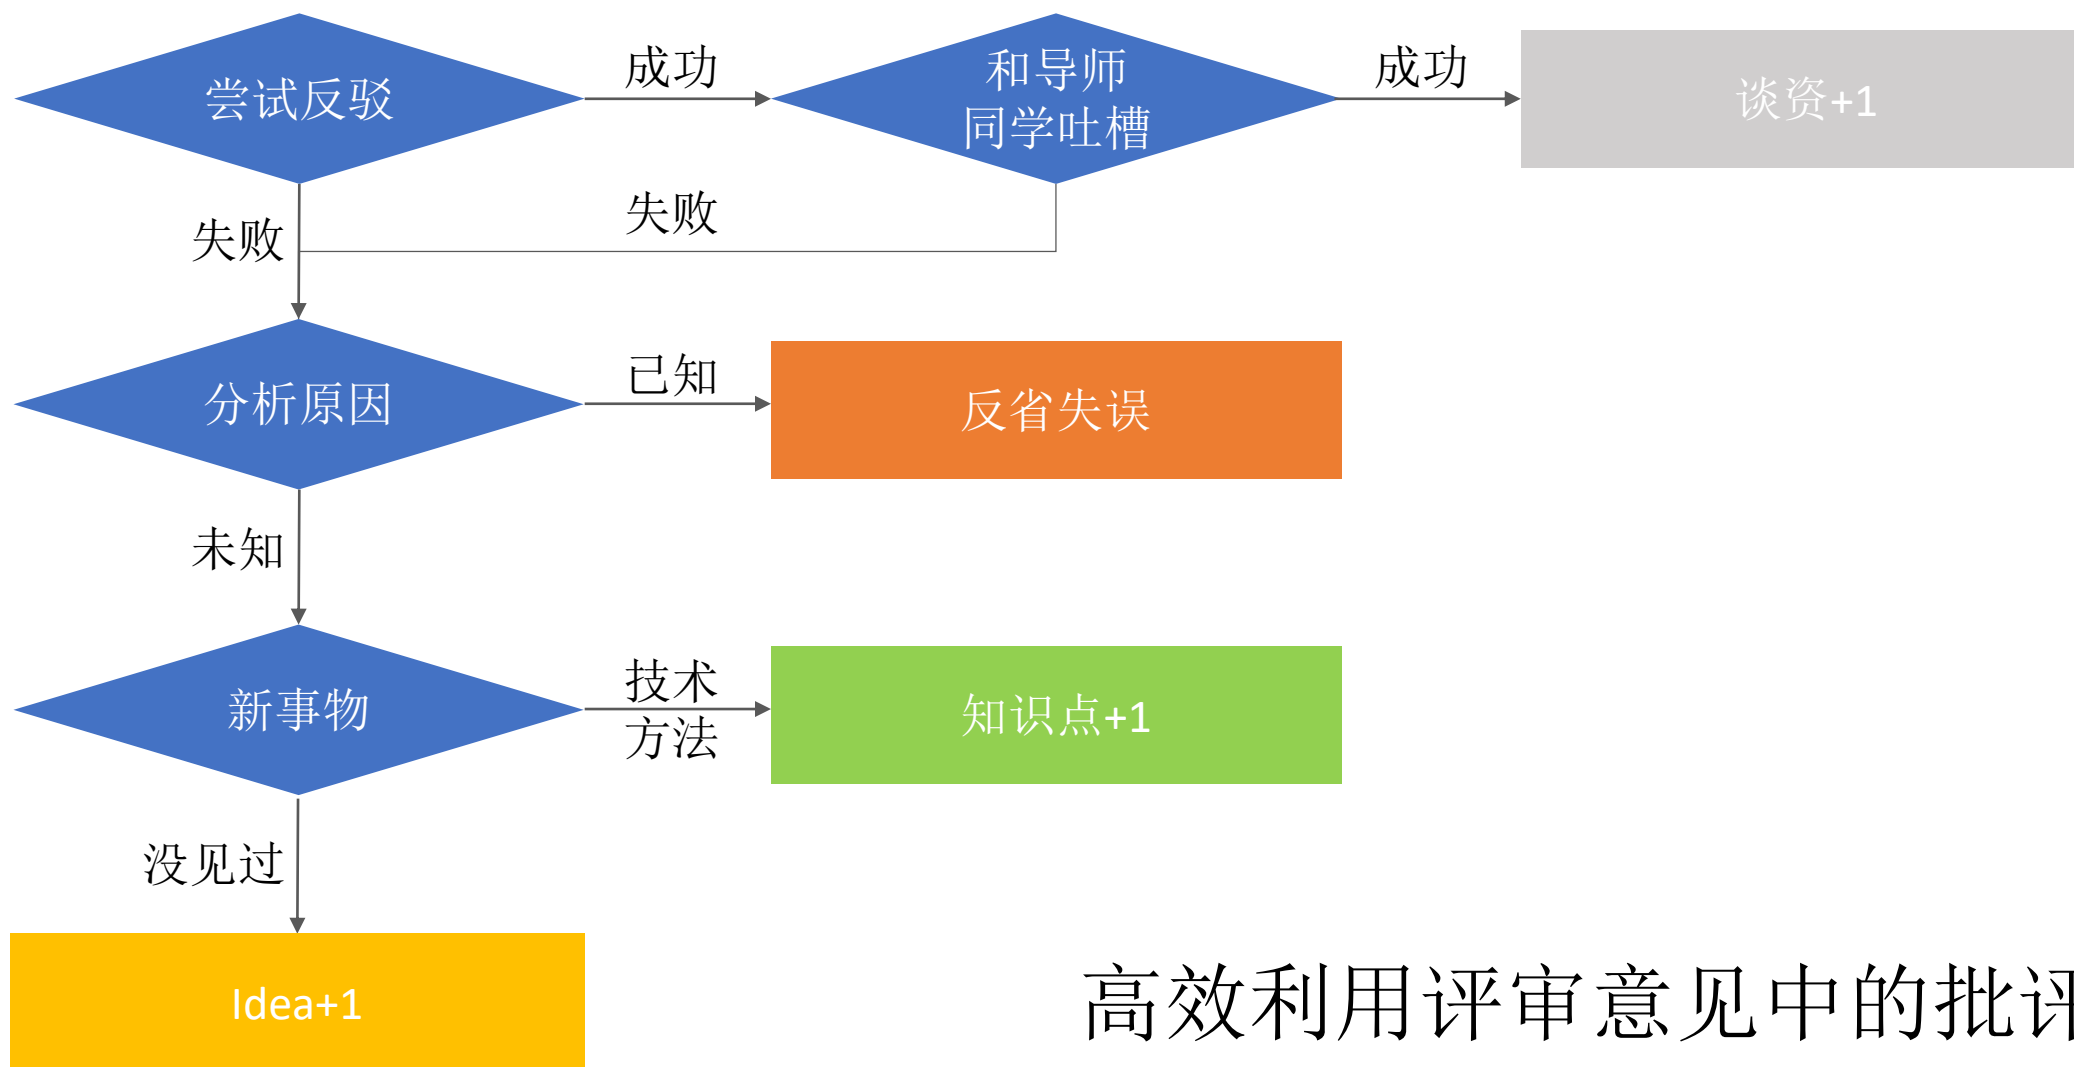 尝试反驳
成功
和导师
同学吐槽
成功
谈资+1
失败
失败
分析原因
已知
反省失误
未知
新事物
技术
方法
知识点+1
没见过
Idea+1
高效利用评审意见中的批评